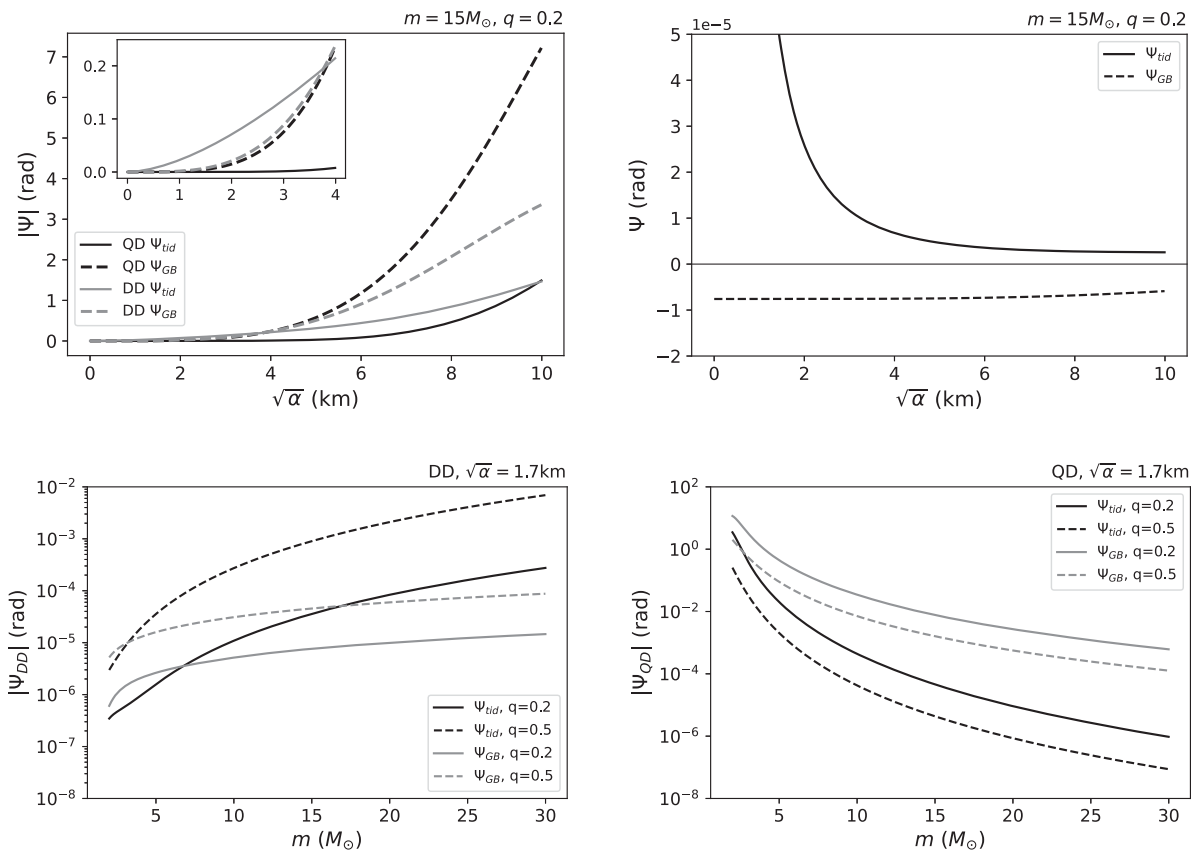 m = 15M⊙, q = 0.2
|Ψ| (rad)
7
6
5
4
3
2
1
0
0.2
0.1
0.0
0 1 2 3 4
QD Ψtid
QD ΨGB
DD Ψtid
DD ΨGB
0 2 4 6 8 10
√α (km)
m = 15M⊙, q = 0.2
1e−5
Ψ (rad)
5
4
3
2
1
0
−1
−2
Ψtid
ΨGB
0 2 4 6 8 10
√α (km)
DD, √α = 1.7km
|ΨDD| (rad)
10⁻²
10⁻³
10⁻⁴
10⁻⁵
10⁻⁶
10⁻⁷
10⁻⁸
Ψtid, q=0.2
Ψtid, q=0.5
ΨGB, q=0.2
ΨGB, q=0.5
5 10 15 20 25 30
m (M⊙)
QD, √α = 1.7km
|ΨQD| (rad)
10²
10⁰
10⁻²
10⁻⁴
10⁻⁶
10⁻⁸
Ψtid, q=0.2
Ψtid, q=0.5
ΨGB, q=0.2
ΨGB, q=0.5
5 10 15 20 25 30
m (M⊙)